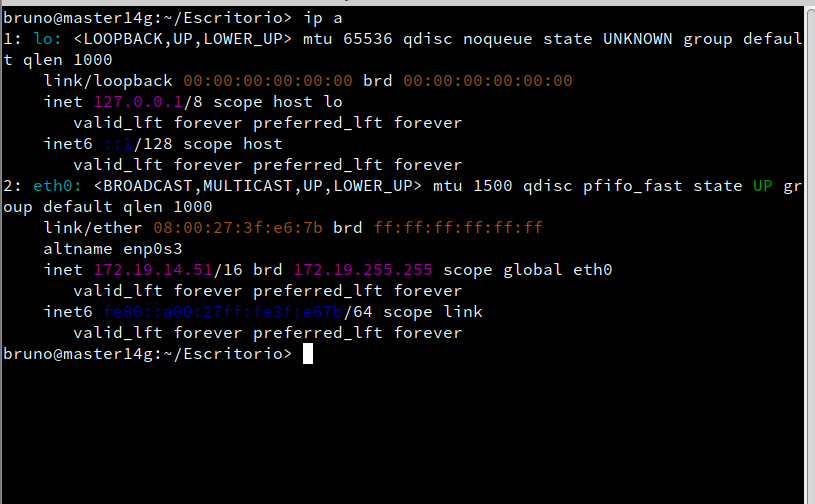 bruno@master14g:~/Escritorio> ip a
1: lo: <LOOPBACK,UP,LOWER_UP> mtu 65536 qdisc noqueue state UNKNOWN group defaul
t qlen 1000
    link/loopback 00:00:00:00:00:00 brd 00:00:00:00:00:00
    inet 127.0.0.1/8 scope host lo
       valid_lft forever preferred_lft forever
    inet6 ::1/128 scope host
       valid_lft forever preferred_lft forever
2: eth0: <BROADCAST,MULTICAST,UP,LOWER_UP> mtu 1500 qdisc pfifo_fast state UP gr
oup default qlen 1000
    link/ether 08:00:27:3f:e6:7b brd ff:ff:ff:ff:ff:ff
    altname enp0s3
    inet 172.19.14.51/16 brd 172.19.255.255 scope global eth0
       valid_lft forever preferred_lft forever
    inet6 fe80::a00:27ff:fe3f:e67b/64 scope link
       valid_lft forever preferred_lft forever
bruno@master14g:~/Escritorio>